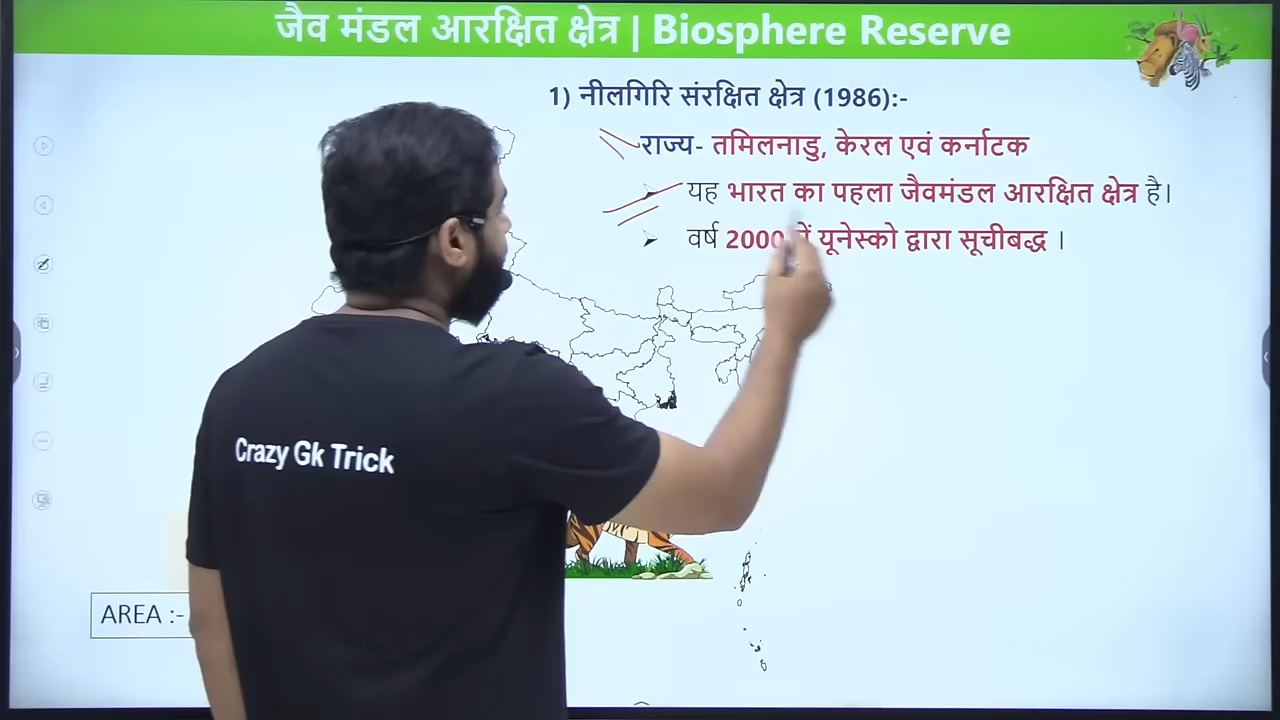 जैव मंडल आरक्षित क्षेत्र | Biosphere Reserve
1) नीलगिरि संरक्षित क्षेत्र (1986):-
राज्य- तमिलनाडु, केरल एवं कर्नाटक
यह भारत का पहला जैवमंडल आरक्षित क्षेत्र है।
वर्ष 2000 में यूनेस्को द्वारा सूचीबद्ध ।
Crazy Gk Trick
AREA :-